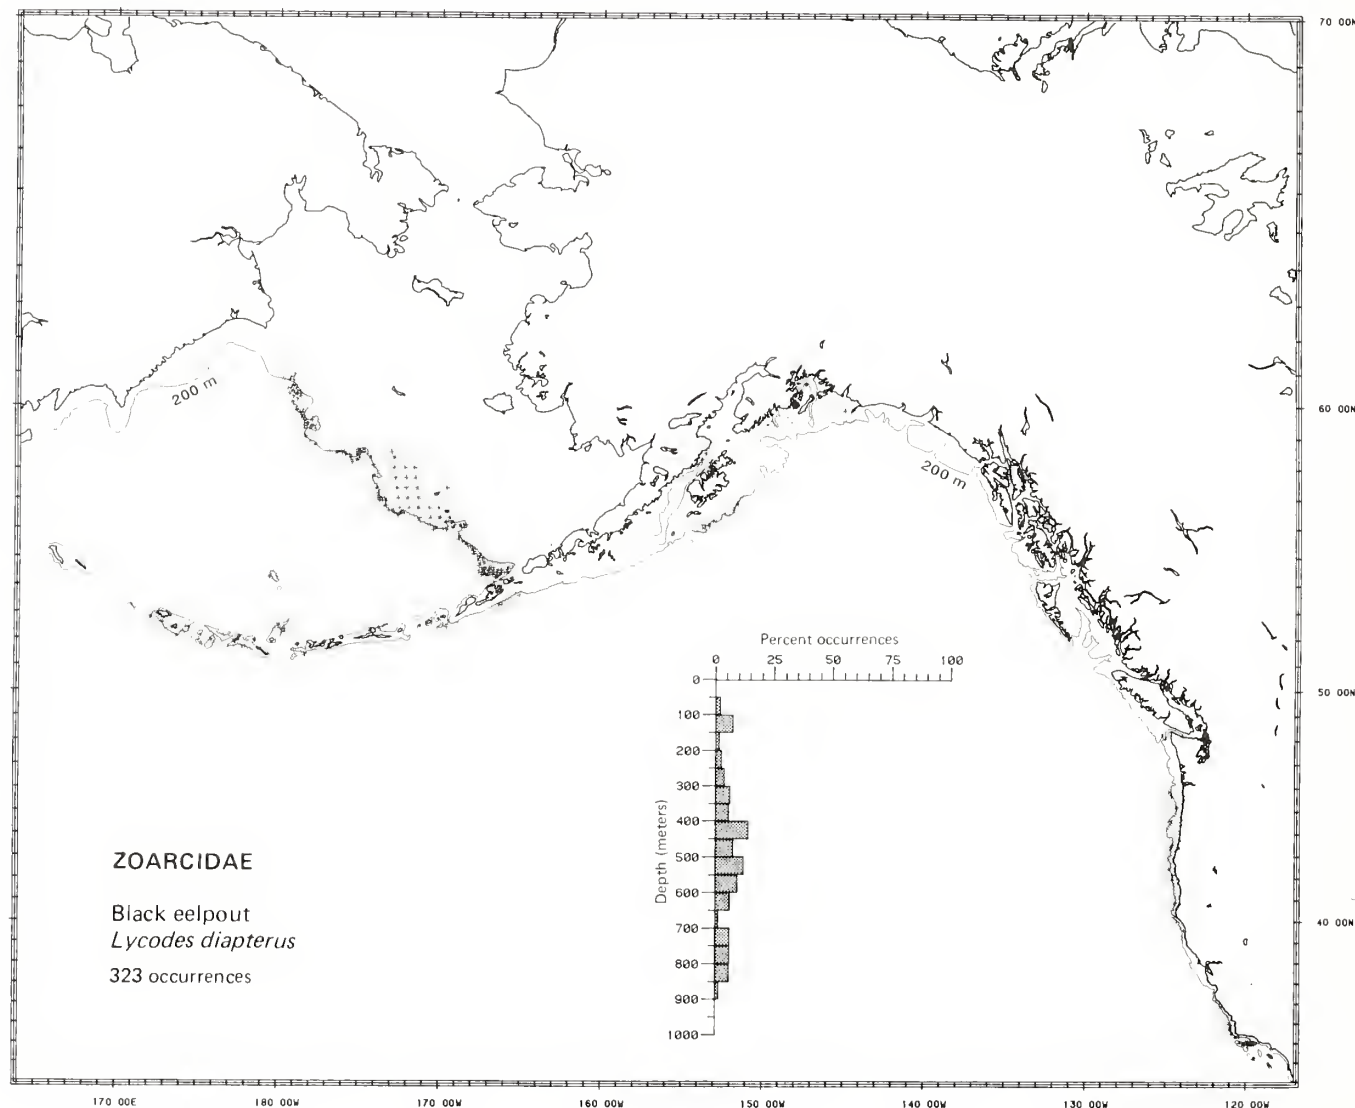 70 00N
200 m
60 00N
200 m
Percent occurrences
0 25 50 75 100
0
100
200
300
400
500
600
700
800
900
1000
Depth (meters)
50 00N
40 00N
ZOARCIDAE
Black eelpout
Lycodes diapterus
323 occurrences
170 00E 180 00W 170 00W 160 00W 150 00W 140 00W 130 00W 120 00W